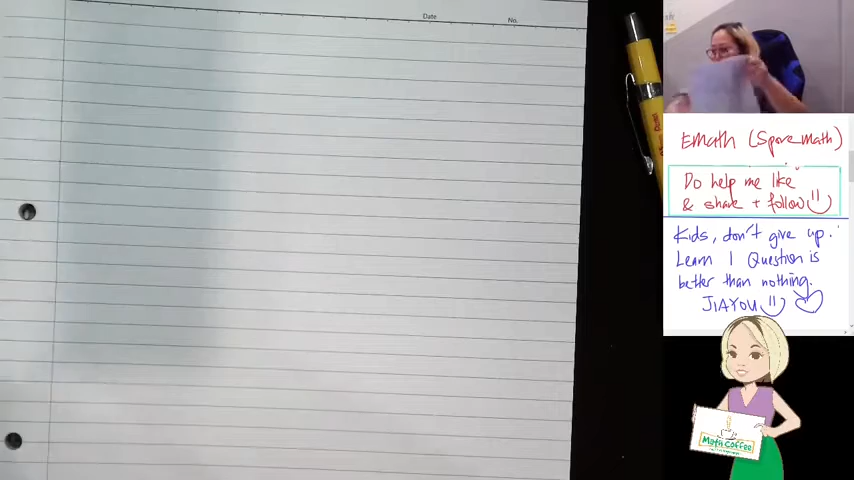 Date
No.
Emath (Spore math)
Do help me like
& share + follow
Kids, don't give up.
Learn 1 Question is
better than nothing.
JIAYOU
Math Coffee